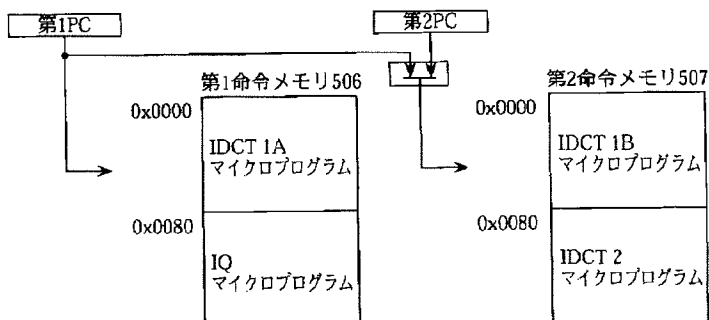 第1PC
第2PC
第1命令メモリ506
第2命令メモリ507
0x0000
IDCT 1A
マイクロプログラム
0x0080
IQ
マイクロプログラム
0x0000
IDCT 1B
マイクロプログラム
0x0080
IDCT 2
マイクロプログラム